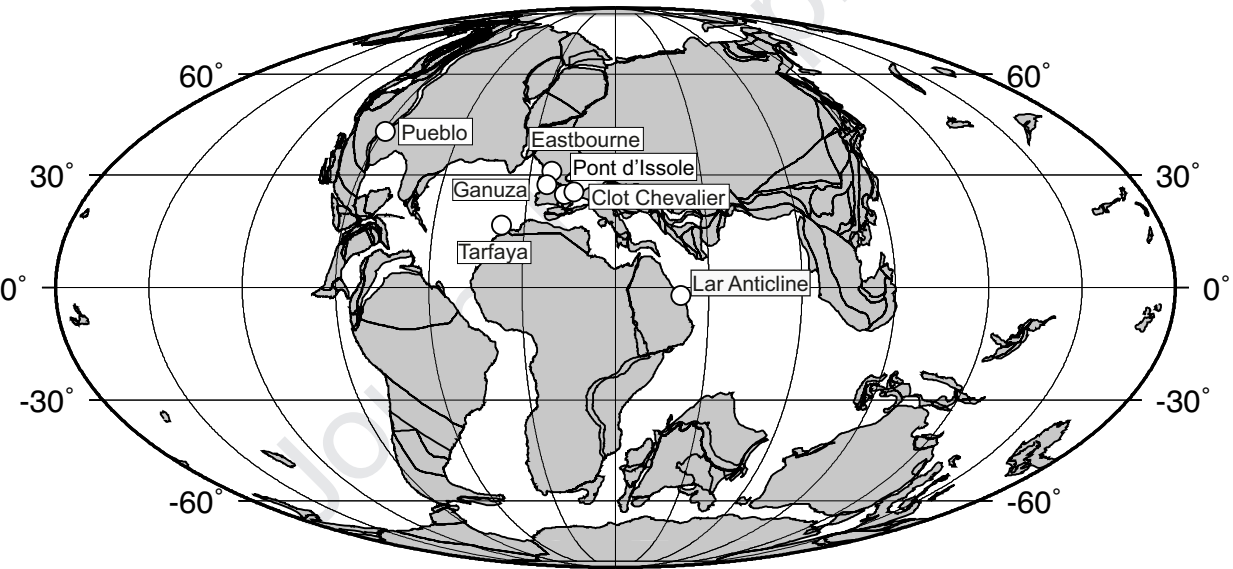 60° 60°
Pueblo
Eastbourne
Pont d'Issole
30° 30°
Ganuza
Clot Chevalier
Tarfaya
Lar Anticline
0° 0°
-30° -30°
-60° -60°